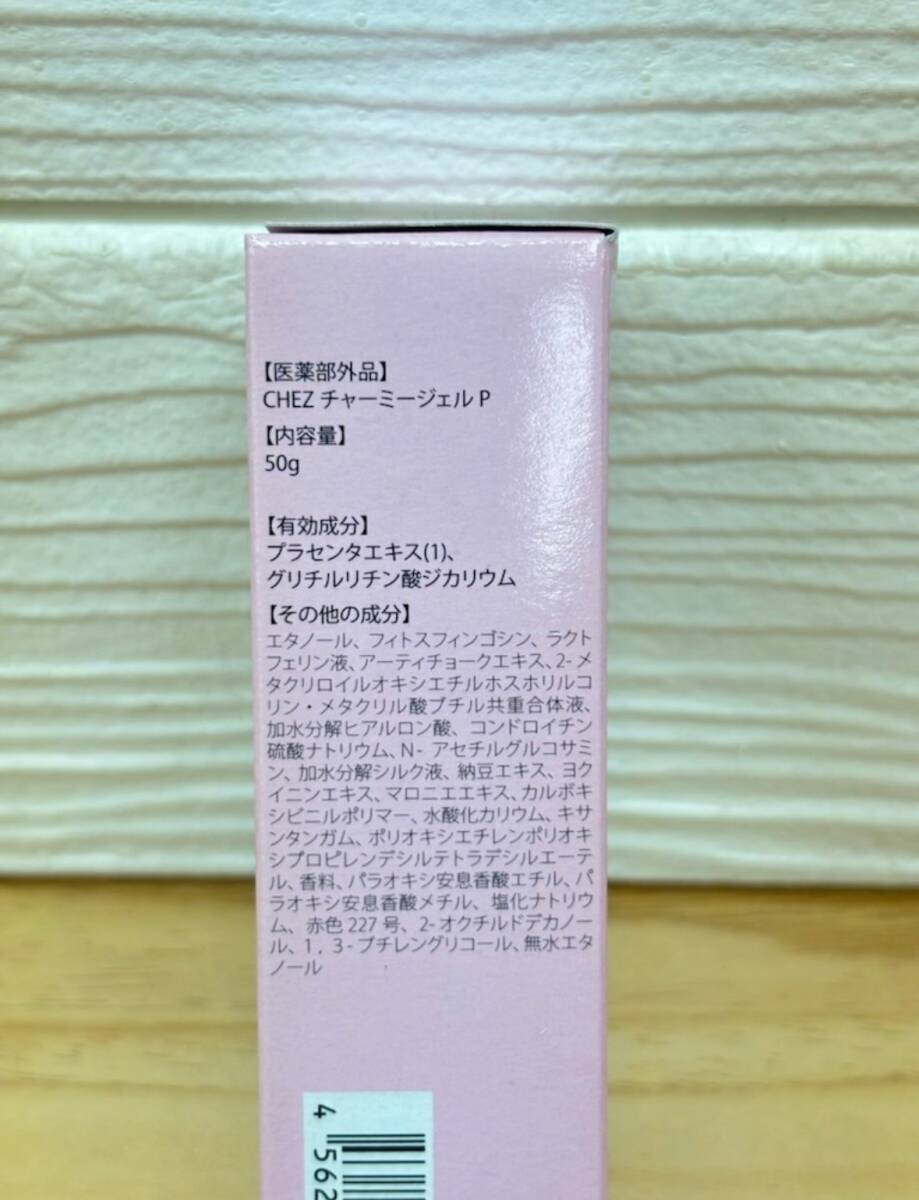 【医薬部外品】
CHEZ チャーミージェル P
【内容量】
50g
【有効成分】
プラセンタエキス(1)、
グリチルリチン酸ジカリウム
【その他の成分】
エタノール、フィトスフィンゴシン、ラクト
フェリン液、アーティチョークエキス、2-メ
タクリロイルオキシエチルホスホリルコ
リン・メタクリル酸ブチル共重合体液、
加水分解ヒアルロン酸、コンドロイチン
硫酸ナトリウム、N- アセチルグルコサミ
ン、加水分解シルク液、納豆エキス、ヨク
イニンエキス、マロニエエキス、カルボキ
シビニルポリマー、水酸化カリウム、キサ
ンタンガム、ポリオキシエチレンポリオキ
シプロピレンデシルテトラデシルエーテ
ル、香料、パラオキシ安息香酸エチル、パ
ラオキシ安息香酸メチル、塩化ナトリウ
ム、赤色 227 号、2-オクチルドデカノー
ル、1 , 3 - ブチレングリコール、無水エタ
ノール
4 562